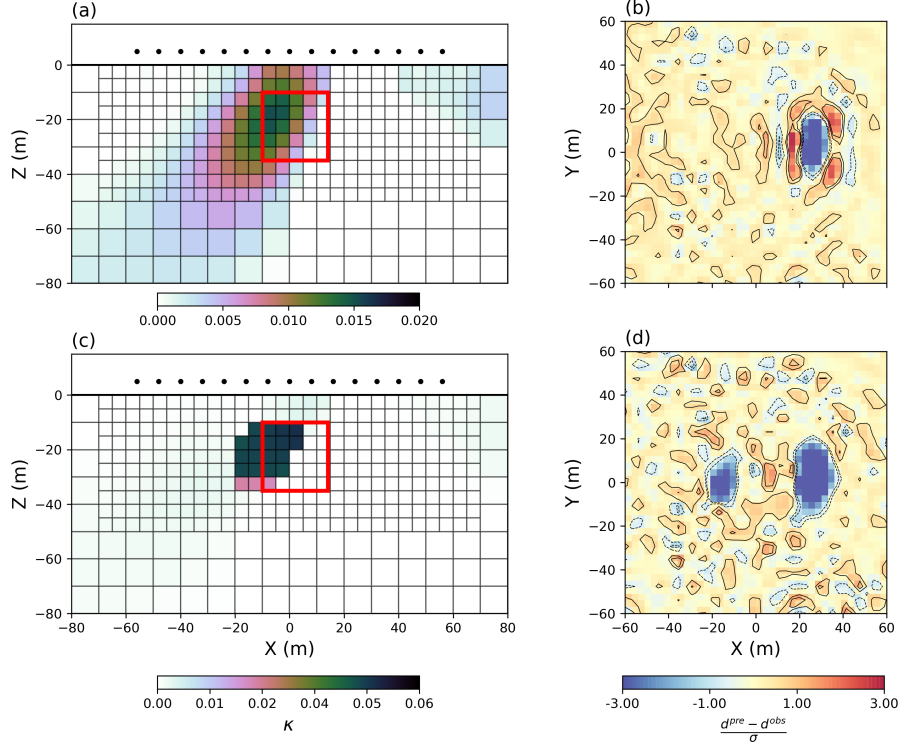 (a)
(b)
0
−20
−40
−60
−80
Z (m)
0.000 0.005 0.010 0.015 0.020
60
40
20
0
−20
−40
−60
Y (m)
(c)
(d)
0
−20
−40
−60
−80
Z (m)
−80 −60 −40 −20 0 20 40 60 80
X (m)
60
40
20
0
−20
−40
−60
Y (m)
−60 −40 −20 0 20 40 60
X (m)
0.00 0.01 0.02 0.03 0.04 0.05 0.06
κ
-3.00 -1.00 1.00 3.00
d^pre − d^obs
σ